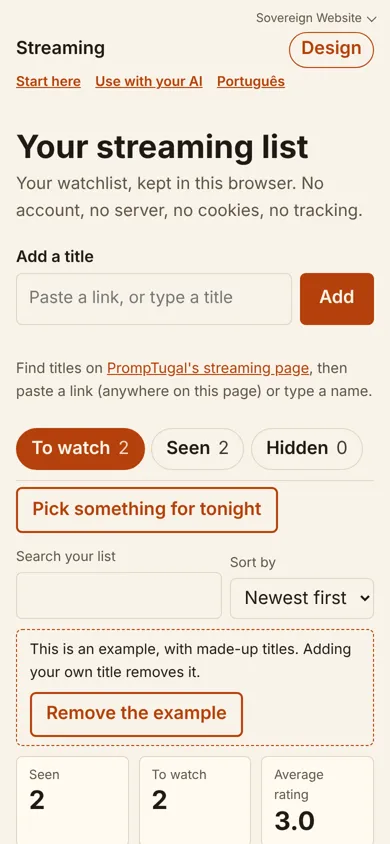 Sovereign Website
Streaming
Design
Start here Use with your AI Português
Your streaming list
Your watchlist, kept in this browser. No
account, no server, no cookies, no tracking.
Add a title
Paste a link, or type a title
Add
Find titles on PrompTugal's streaming page, then
paste a link (anywhere on this page) or type a name.
To watch 2
Seen 2
Hidden 0
Pick something for tonight
Search your list
Sort by
Newest first
This is an example, with made-up titles. Adding
your own title removes it.
Remove the example
Seen
2
To watch
2
Average
rating
3.0